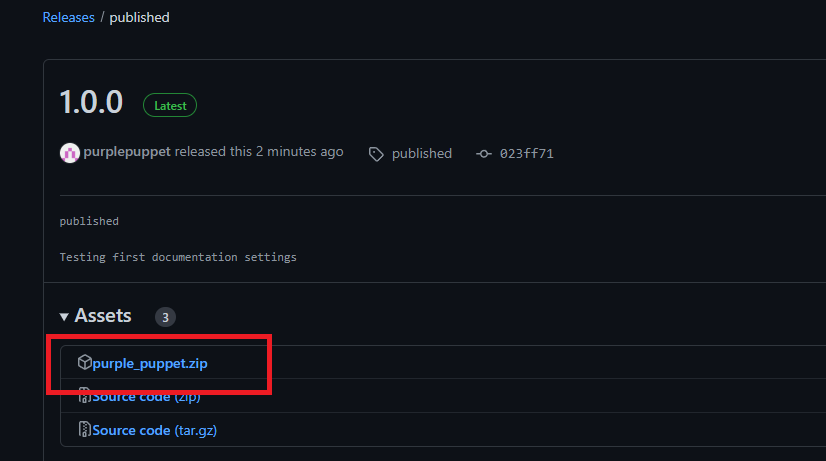 Releases / published
1.0.0 Latest
purplepuppet released this 2 minutes ago published 023ff71
published
Testing first documentation settings
Assets 3
purple_puppet.zip
Source code (zip)
Source code (tar.gz)